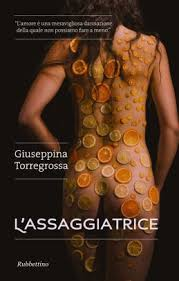 "L'amore è una meravigliosa dannazione
della quale non possiamo fare a meno"
Giuseppina
Torregrossa
L'ASSAGGIATRICE
Rubbettino